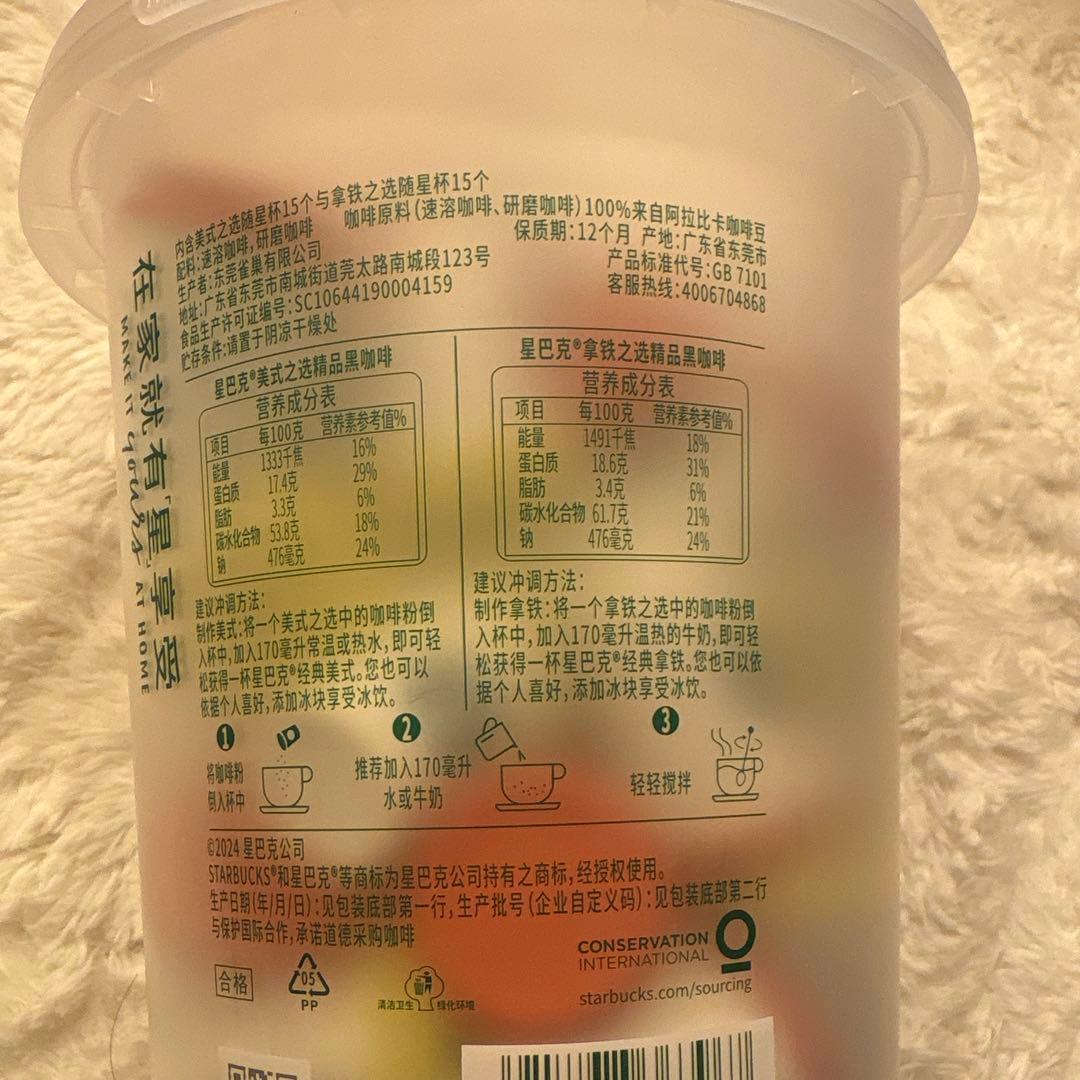 在家就有「星」享受
MAKE IT yours AT HOME
内含美式之选随星杯15个与拿铁之选随星杯15个
配料:速溶咖啡,研磨咖啡 咖啡原料(速溶咖啡、研磨咖啡)100%来自阿拉比卡咖啡豆
生产者:东莞雀巢有限公司 保质期:12个月 产地:广东省东莞市
地址:广东省东莞市南城街道莞太路南城段123号 产品标准代号:GB 7101
食品生产许可证编号:SC10644190004159 客服热线:4006704868
贮存条件:请置于阴凉干燥处
星巴克®美式之选精品黑咖啡
营养成分表
项目 每100克 营养素参考值%
能量 1333千焦 16%
蛋白质 17.4克 29%
脂肪 3.3克 6%
碳水化合物 53.8克 18%
钠 476毫克 24%
建议冲调方法:
制作美式:将一个美式之选中的咖啡粉倒
入杯中,加入170毫升常温或热水,即可轻
松获得一杯星巴克®经典美式。您也可以
依据个人喜好,添加冰块享受冰饮。
星巴克®拿铁之选精品黑咖啡
营养成分表
项目 每100克 营养素参考值%
能量 1491千焦 18%
蛋白质 18.6克 31%
脂肪 3.4克 6%
碳水化合物 61.7克 21%
钠 476毫克 24%
建议冲调方法:
制作拿铁:将一个拿铁之选中的咖啡粉倒
入杯中,加入170毫升温热的牛奶,即可轻
松获得一杯星巴克®经典拿铁。您也可以依
据个人喜好,添加冰块享受冰饮。
1
将咖啡粉
倒入杯中
2
推荐加入170毫升
水或牛奶
3
轻轻搅拌
©2024 星巴克公司
STARBUCKS®和星巴克®等商标为星巴克公司持有之商标,经授权使用。
生产日期(年/月/日):见包装底部第一行,生产批号(企业自定义码):见包装底部第二行
与保护国际合作,承诺道德采购咖啡
CONSERVATION
INTERNATIONAL
starbucks.com/sourcing
合格
05
PP
清洁卫生 绿化环境